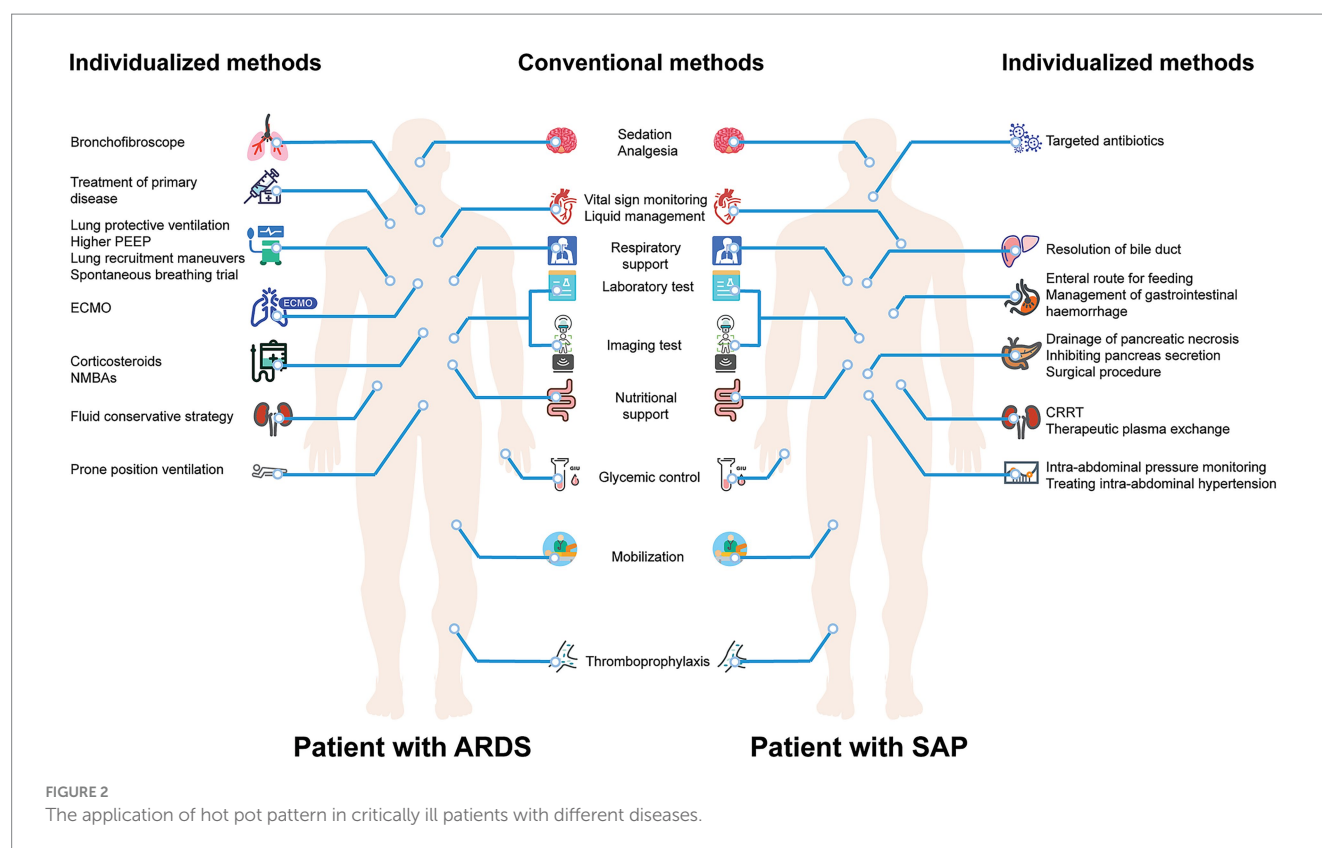 Individualized methods
Conventional methods
Individualized methods
Bronchofibroscope
Treatment of primary
disease
Lung protective ventilation
Higher PEEP
Lung recruitment maneuvers
Spontaneous breathing trial
ECMO
ECMO
Corticosteroids
NMBAs
Fluid conservative strategy
Prone position ventilation
Sedation
Analgesia
Vital sign monitoring
Liquid management
Respiratory
support
Laboratory test
Imaging test
Nutritional
support
GIU
Glycemic control
GIU
Mobilization
Thromboprophylaxis
Targeted antibiotics
Resolution of bile duct
Enteral route for feeding
Management of gastrointestinal
haemorrhage
Drainage of pancreatic necrosis
Inhibiting pancreas secretion
Surgical procedure
CRRT
Therapeutic plasma exchange
Intra-abdominal pressure monitoring
Treating intra-abdominal hypertension
Patient with ARDS
Patient with SAP
FIGURE 2
The application of hot pot pattern in critically ill patients with different diseases.